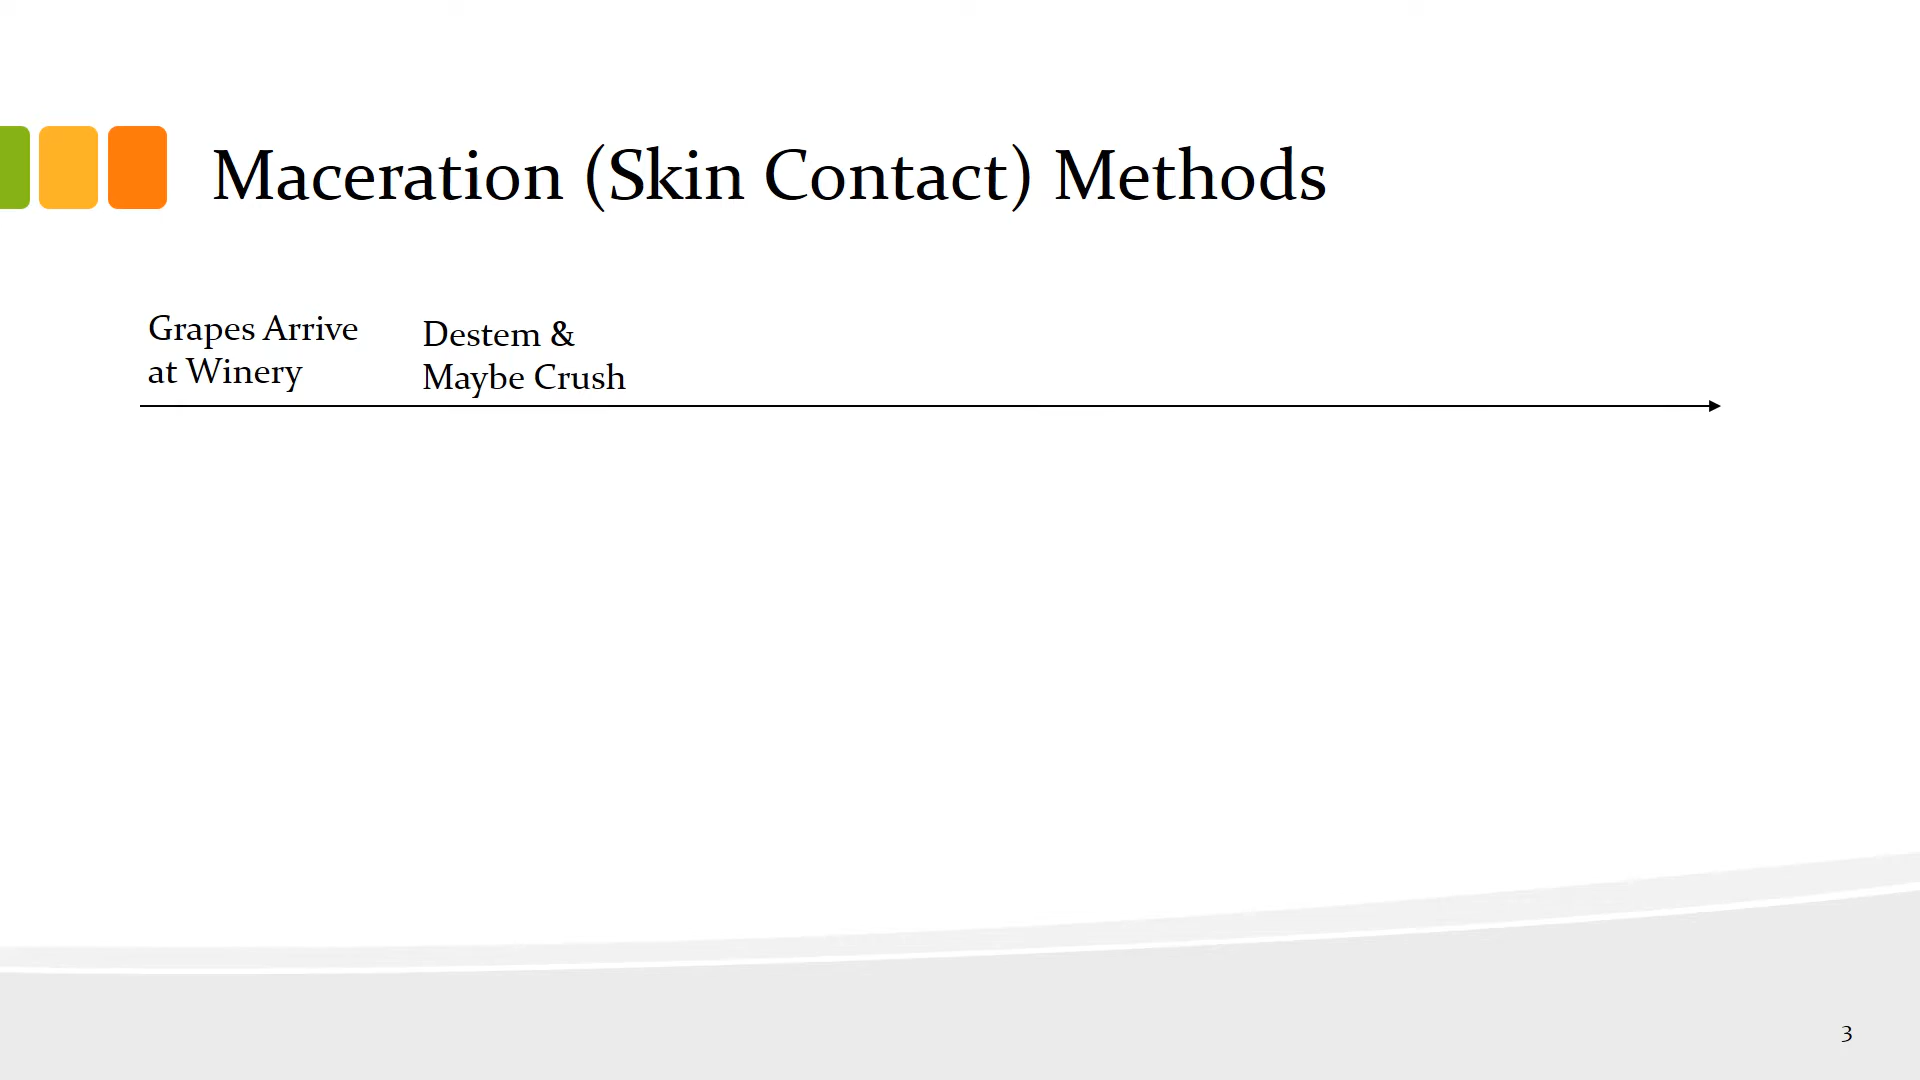 Maceration (Skin Contact) Methods
Grapes Arrive
at Winery
Destem &
Maybe Crush
3